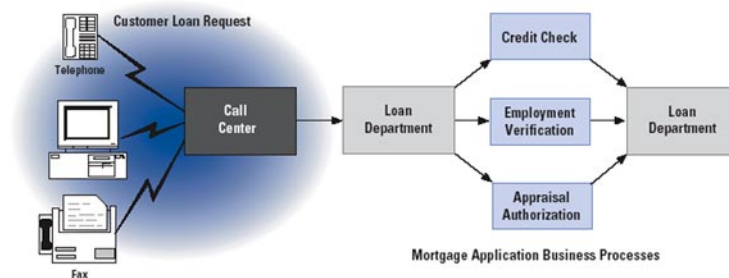 Customer Loan Request
Telephone
Call
Center
Fax
Loan
Department
Credit Check
Employment
Verification
Appraisal
Authorization
Loan
Department
Mortgage Application Business Processes